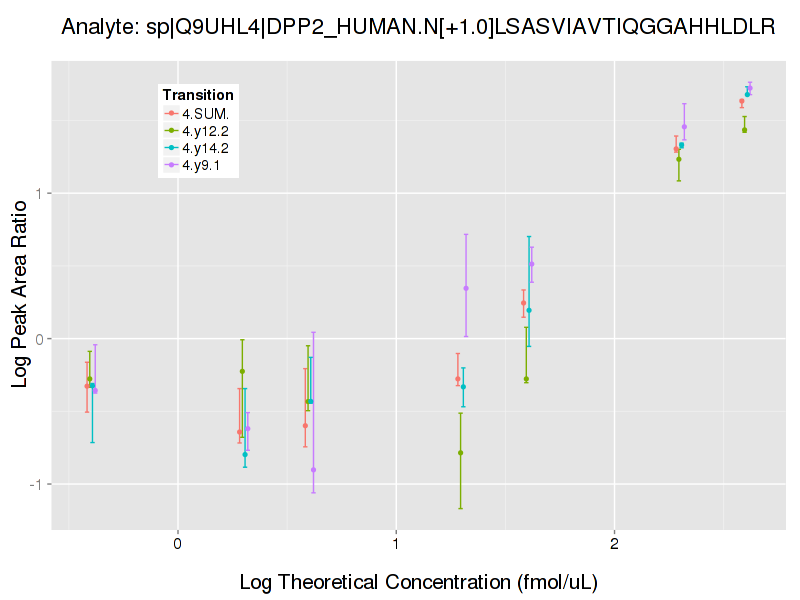 Analyte: sp|Q9UHL4|DPP2_HUMAN.N[+1.0]LSASVIAVTIQGGAHHLDLR
Transition
4.SUM.
4.y12.2
4.y14.2
4.y9.1
Log Peak Area Ratio
1
0
-1
0 1 2
Log Theoretical Concentration (fmol/uL)